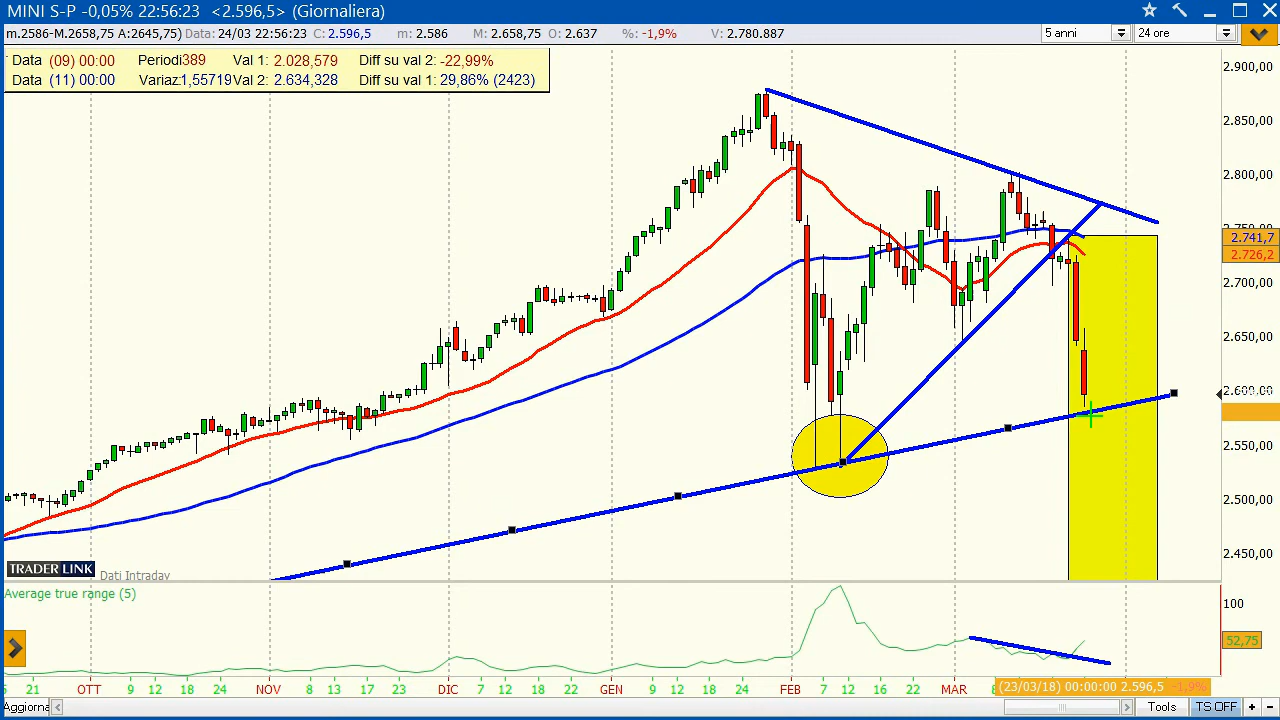 MINI S-P -0,05% 22:56:23 <2.596,5> (Giornaliera)
m.2586-M.2658,75 A:2645,75) Data: 24/03 22:56:23 C: 2.596,5 m: 2.586 M: 2.658,75 O: 2.637 %: -1,9% V: 2.780.887 5 anni 24 ore
Data (09) 00:00 Periodi389 Val 1: 2.028,579 Diff su val 2: -22,99%
Data (11) 00:00 Variaz:1,55719Val 2: 2.634,328 Diff su val 1: 29,86% (2423)
2.900,00
2.850,00
2.800,00
2.741,7
2.726,2
2.700,00
2.650,00
2.600,00
2.550,00
2.500,00
2.450,00
TRADER LINK Dati Intraday
Average true range (5)
100
52,75
21 OTT 9 12 18 24 NOV 8 13 17 23 DIC 7 12 18 22 GEN 9 12 18 24 FEB 7 12 16 22 MAR (23/03/18) 00:00:00 2.596,5 -1,9%
Aggiorna Tools TS OFF + -